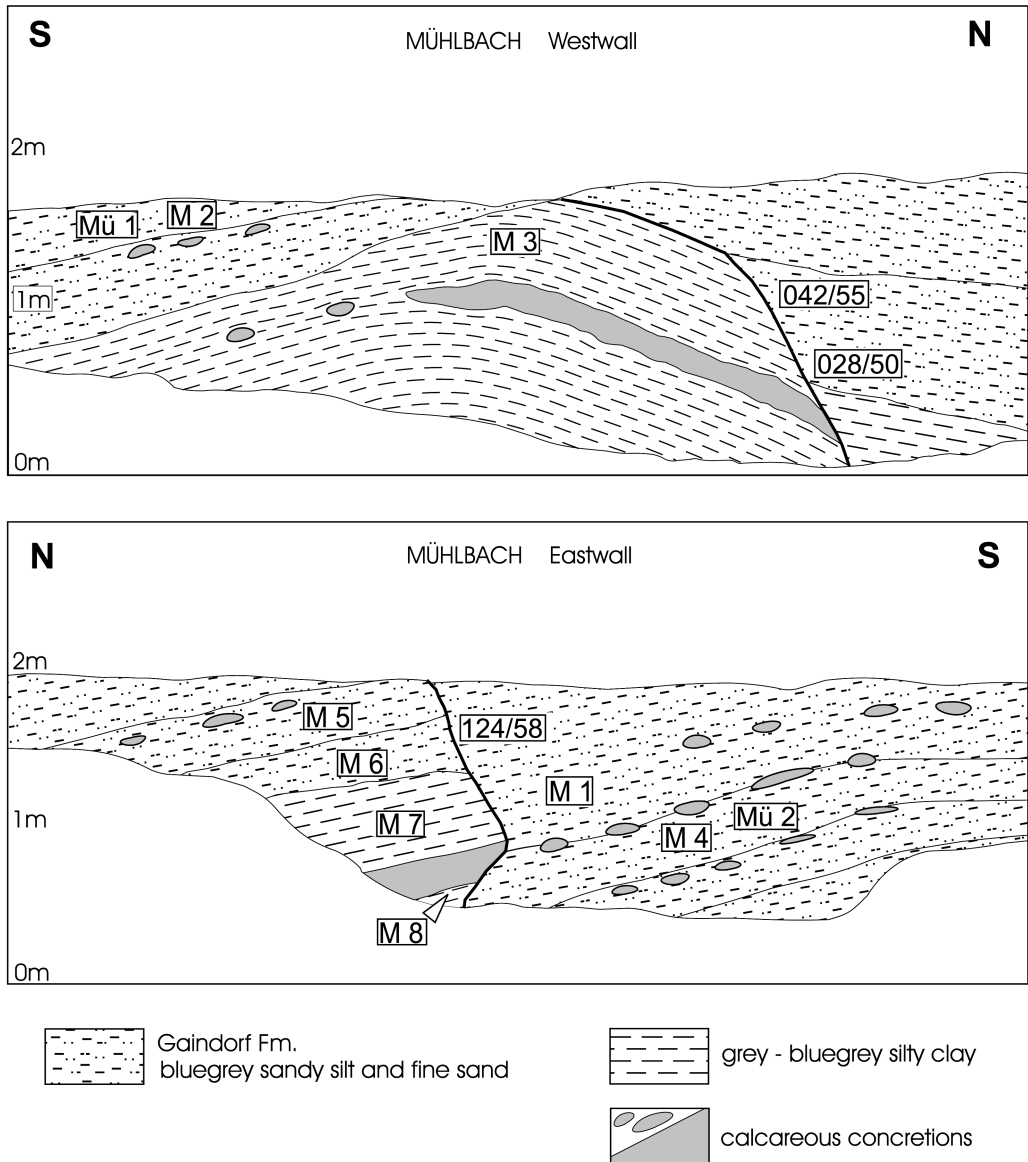 S
MÜHLBACH Westwall
N
2m
Mü 1
M 2
M 3
1m
042/55
028/50
0m
N
MÜHLBACH Eastwall
S
2m
M 5
124/58
M 6
M 1
1m
M 7
Mü 2
M 4
M 8
0m
Gaindorf Fm.
bluegrey sandy silt and fine sand
grey - bluegrey silty clay
calcareous concretions